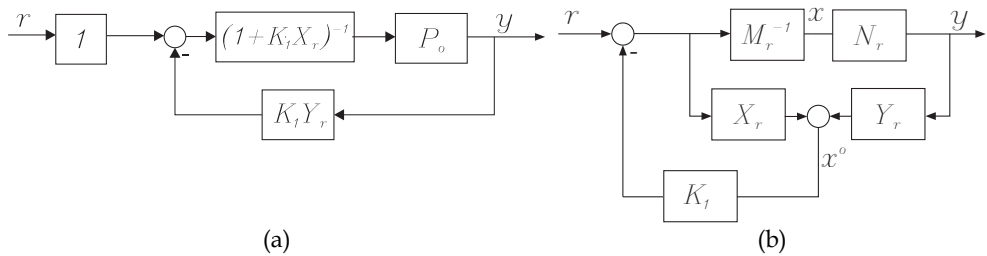 r 1 - (1+K₁Xᵣ)⁻¹ Pₒ y
K₁Yᵣ
(a)
r - Mᵣ⁻¹ x Nᵣ y
Xᵣ Yᵣ
xᵒ
K₁
(b)